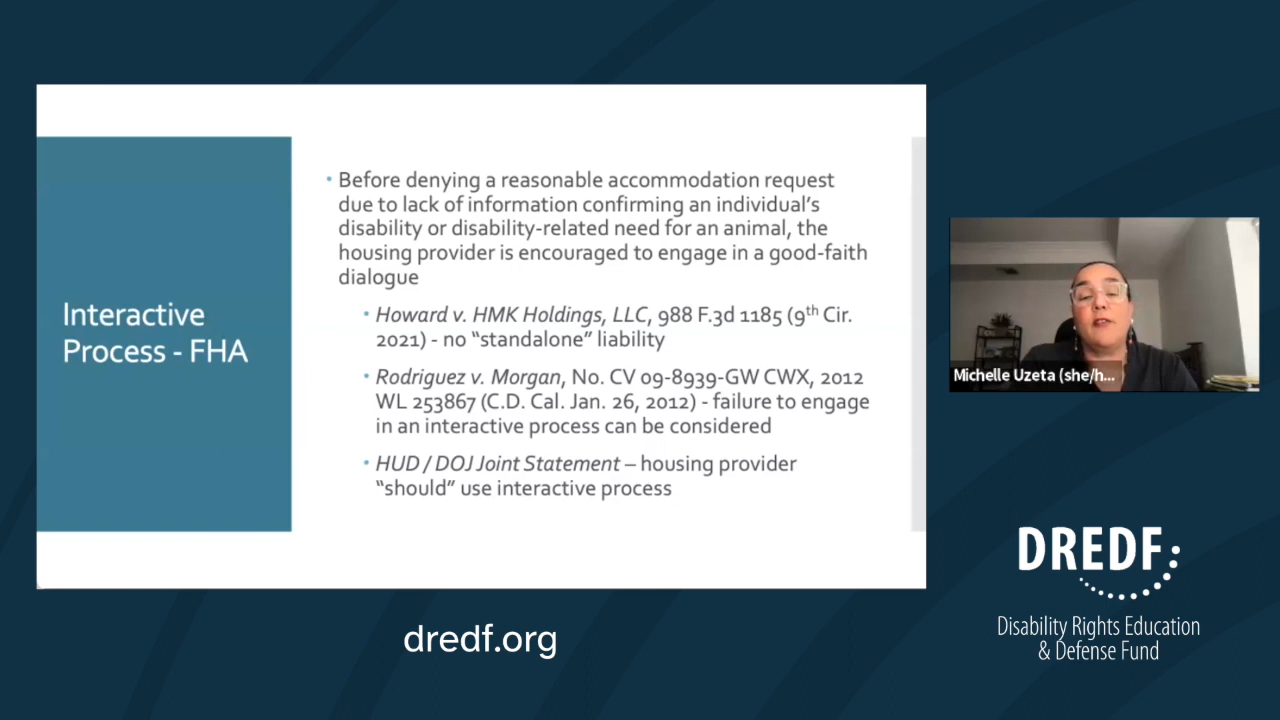 Interactive
Process - FHA
• Before denying a reasonable accommodation request
due to lack of information confirming an individual’s
disability or disability-related need for an animal, the
housing provider is encouraged to engage in a good-faith
dialogue
• Howard v. HMK Holdings, LLC, 988 F.3d 1185 (9th Cir.
2021) - no “standalone” liability
• Rodriguez v. Morgan, No. CV 09-8939-GW CWX, 2012
WL 253867 (C.D. Cal. Jan. 26, 2012) - failure to engage
in an interactive process can be considered
• HUD / DOJ Joint Statement – housing provider
“should” use interactive process
Michelle Uzeta (she/h...
dredf.org
DREDF
Disability Rights Education
& Defense Fund